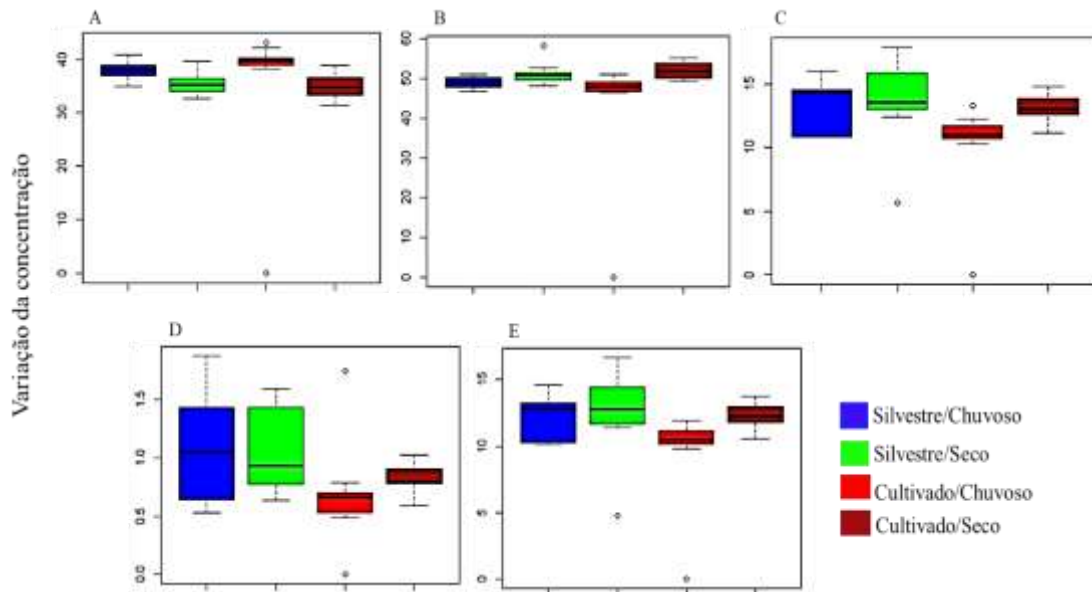 Variação da concentração
A
0
10
20
30
40
B
0
10
20
30
40
50
60
C
0
5
10
15
D
0.0
0.5
1.0
1.5
E
0
5
10
15
Silvestre/Chuvoso
Silvestre/Seco
Cultivado/Chuvoso
Cultivado/Seco